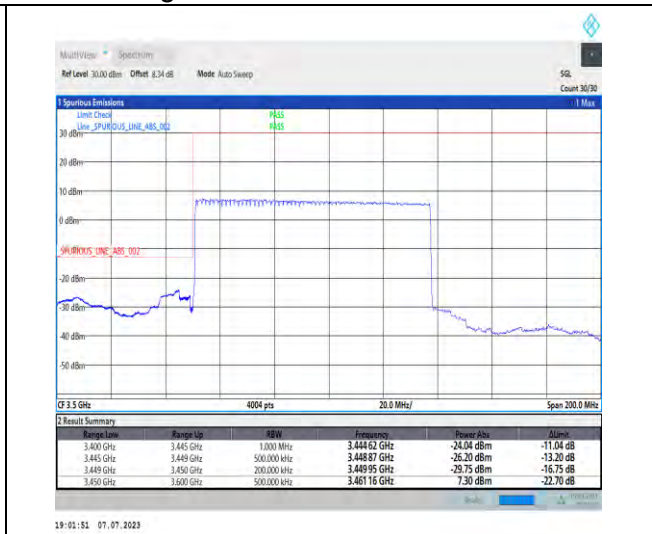 MultiView Spectrum
Ref Level 30.00 dBm Offset 8.34 dB Mode Auto Sweep SGL
Count 30/30
1 Spurious Emissions 1 Max
Limit Check PASS
Line _SPURIOUS_LINE_ABS_002 PASS
30 dBm
20 dBm
10 dBm
0 dBm
_SPURIOUS_LINE_ABS_002
-20 dBm
-30 dBm
-40 dBm
-50 dBm
CF 3.5 GHz 4004 pts 20.0 MHz/ Span 200.0 MHz
2 Result Summary
Range Low Range Up RBW Frequency Power Abs ΔLimit
3.400 GHz 3.445 GHz 1.000 MHz 3.444 62 GHz -24.04 dBm -11.04 dB
3.445 GHz 3.449 GHz 500.000 kHz 3.448 87 GHz -26.20 dBm -13.20 dB
3.449 GHz 3.450 GHz 200.000 kHz 3.449 95 GHz -29.75 dBm -16.75 dB
3.450 GHz 3.600 GHz 500.000 kHz 3.461 16 GHz 7.30 dBm -22.70 dB
19:01:51 07.07.2023